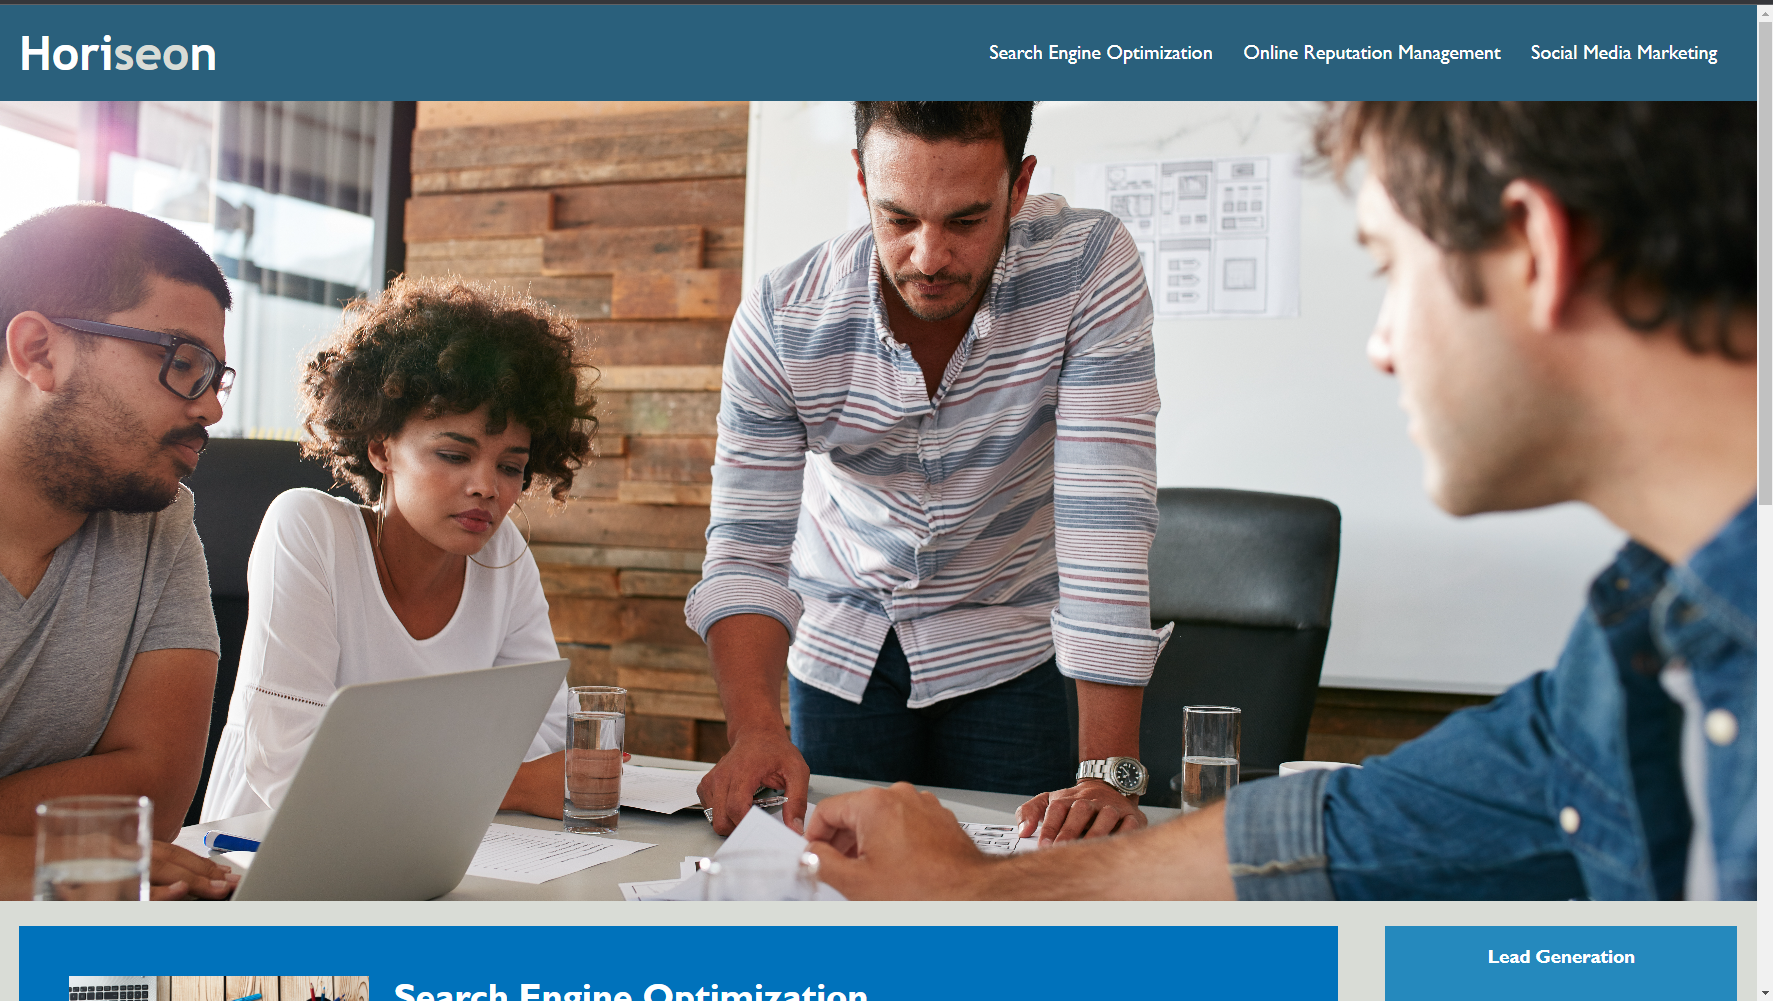 Horiseon
Search Engine Optimization Online Reputation Management Social Media Marketing
Search Engine Optimization
Lead Generation